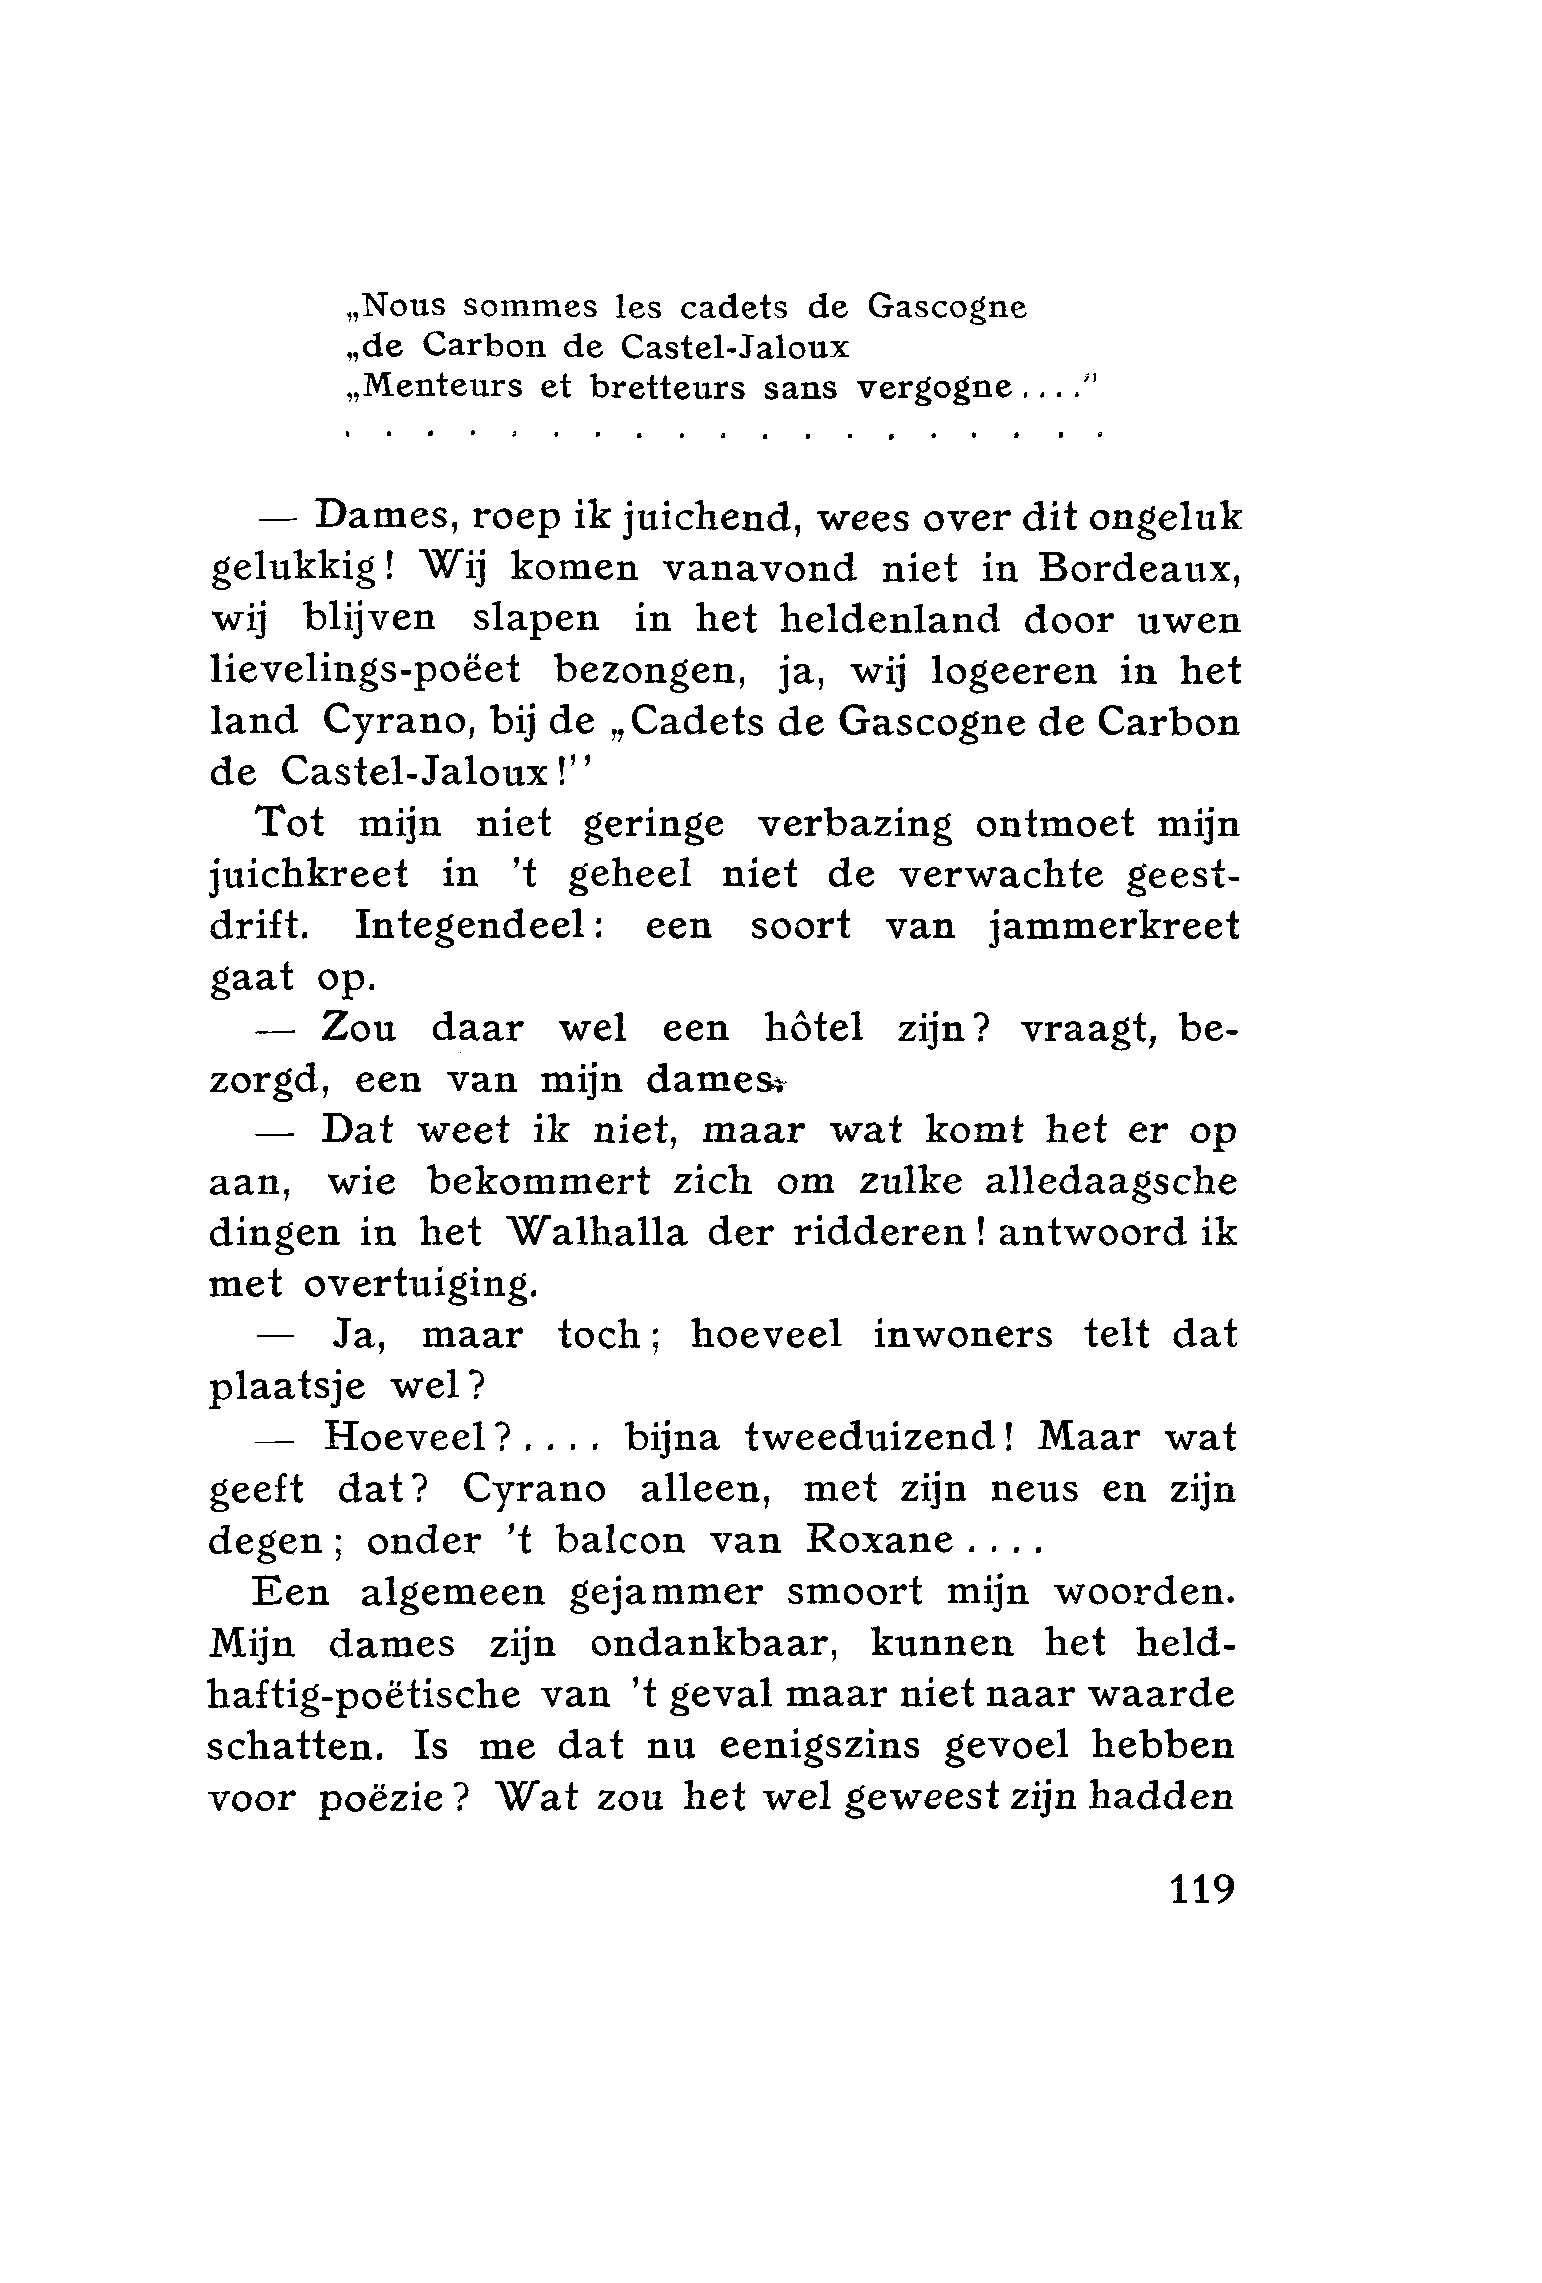 „Nous sommes les cadets de Gascogne
„de Carbon de Castel-Jaloux
„Menteurs et bretteurs sans vergogne...."
. . . . . . . . . . . . . . . . . . .
— Dames, roep ik juichend, wees over dit ongeluk
gelukkig! Wij komen vanavond niet in Bordeaux,
wij blijven slapen in het heldenland door uwen
lievelings-poëet bezongen, ja, wij logeeren in het
land Cyrano, bij de „Cadets de Gascogne de Carbon
de Castel-Jaloux!’’
Tot mijn niet geringe verbazing ontmoet mijn
juichkreet in ’t geheel niet de verwachte geest-
drift. Integendeel: een soort van jammerkreet
gaat op.
— Zou daar wel een hôtel zijn? vraagt, be-
zorgd, een van mijn dames.
— Dat weet ik niet, maar wat komt het er op
aan, wie bekommert zich om zulke alledaagsche
dingen in het Walhalla der ridderen! antwoord ik
met overtuiging.
— Ja, maar toch; hoeveel inwoners telt dat
plaatsje wel?
— Hoeveel?.... bijna tweeduizend! Maar wat
geeft dat? Cyrano alleen, met zijn neus en zijn
degen; onder ’t balcon van Roxane....
Een algemeen gejammer smoort mijn woorden.
Mijn dames zijn ondankbaar, kunnen het held-
haftig-poëtische van ’t geval maar niet naar waarde
schatten. Is me dat nu eenigszins gevoel hebben
voor poëzie? Wat zou het wel geweest zijn hadden
119